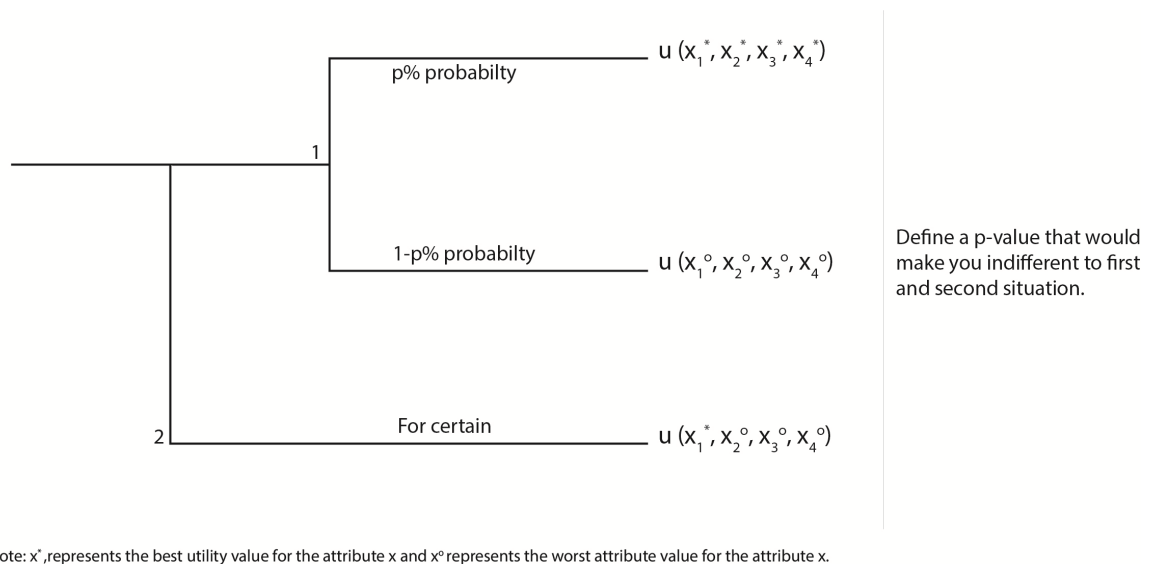 u (x₁*, x₂*, x₃*, x₄*)
p% probabilty
1
1-p% probabilty
u (x₁°, x₂°, x₃°, x₄°)
Define a p-value that would
make you indifferent to first
and second situation.
For certain
2
u (x₁*, x₂°, x₃°, x₄°)
ote: x*,represents the best utility value for the attribute x and x° represents the worst attribute value for the attribute x.